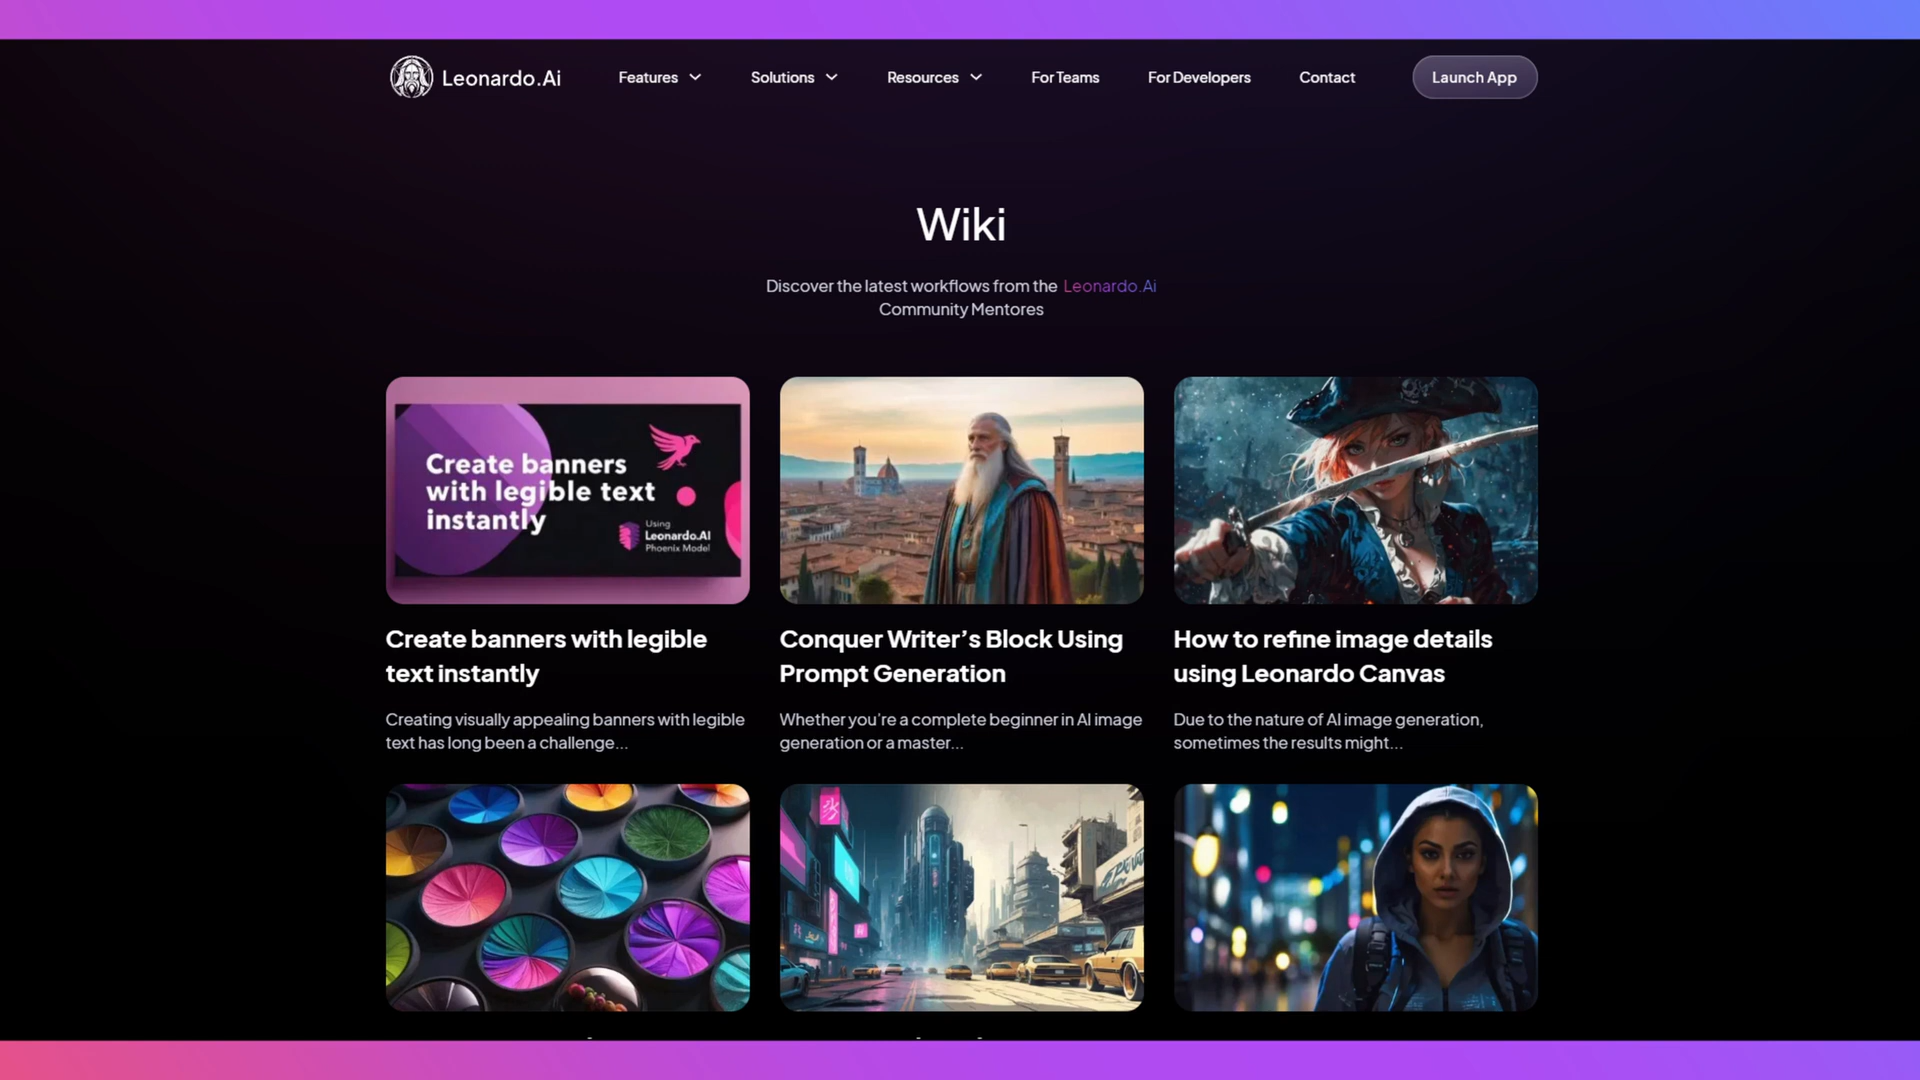 Leonardo.Ai
Features
Solutions
Resources
For Teams
For Developers
Contact
Launch App
Wiki
Discover the latest workflows from the Leonardo.Ai
Community Mentores
Create banners
with legible text
instantly
Using
Leonardo.AI
Phoenix Model
Create banners with legible
text instantly
Creating visually appealing banners with legible
text has long been a challenge...
Conquer Writer’s Block Using
Prompt Generation
Whether you’re a complete beginner in AI image
generation or a master...
How to refine image details
using Leonardo Canvas
Due to the nature of AI image generation,
sometimes the results might...